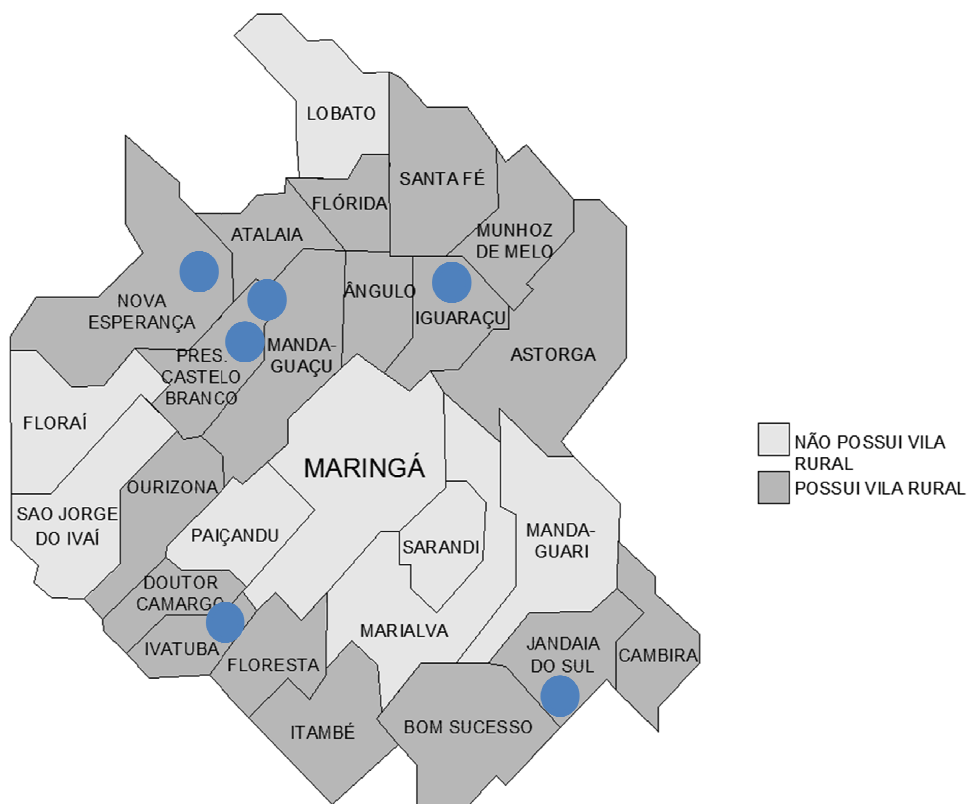 LOBATO
SANTA FÉ
FLÓRIDA
MUNHOZ
DE MELO
ATALAIA
ÂNGULO
NOVA
ESPERANÇA
IGUARAÇU
MANDA-
GUAÇU
ASTORGA
PRES.
CASTELO
BRANCO
FLORAÍ
MARINGÁ
OURIZONA
SAO JORGE
DO IVAÍ
PAIÇANDU
SARANDI
MANDA-
GUARI
DOUTOR
CAMARGO
IVATUBA
MARIALVA
FLORESTA
JANDAIA
DO SUL
CAMBIRA
ITAMBÉ
BOM SUCESSO
NÃO POSSUI VILA
RURAL
POSSUI VILA RURAL